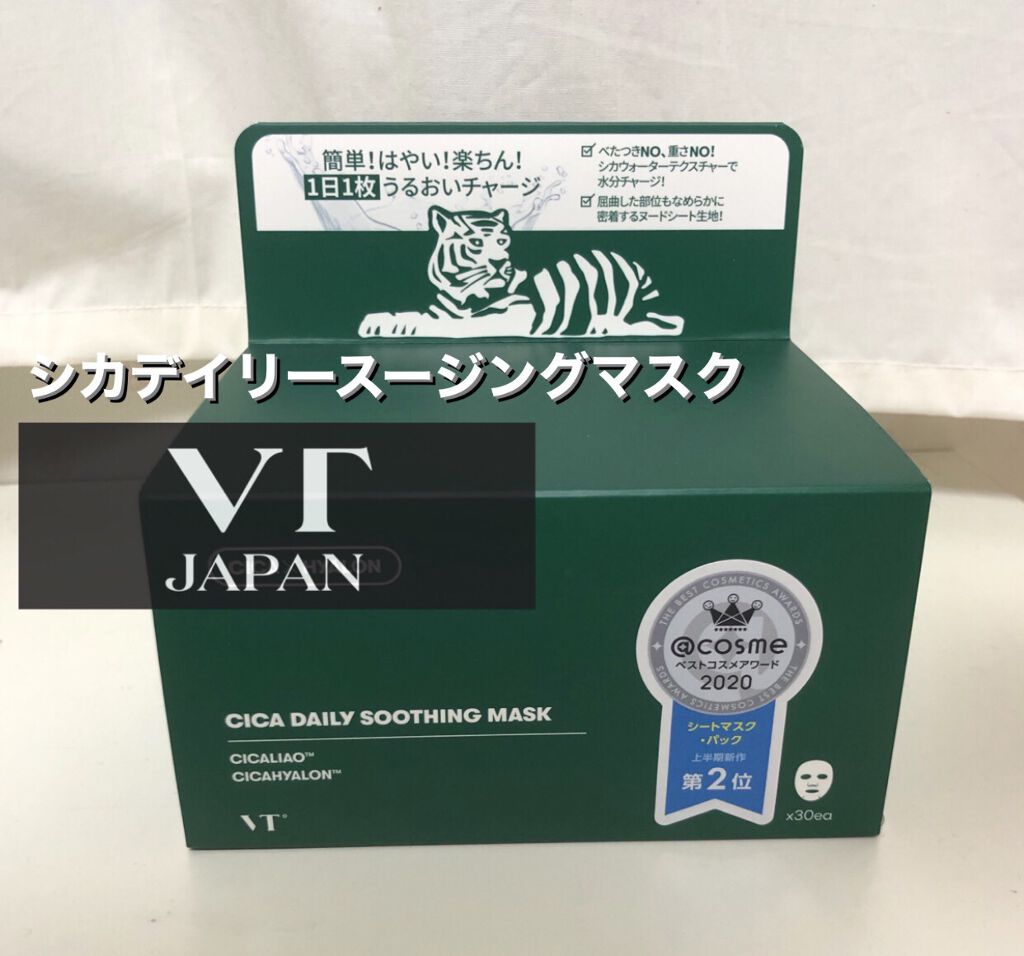 簡単!はやい!楽ちん!
1日1枚 うるおいチャージ
べたつきNO、重さNO!
シカウォーターテクスチャーで
水分チャージ!
屈曲した部位もなめらかに
密着するヌードシート生地!
シカデイリースージングマスク
VT
JAPAN
CICA DAILY SOOTHING MASK
CICALIAO™
CICAHYALON™
VT
THE BEST COSMETICS AWARDS
@cosme
ベストコスメアワード
2020
THE BEST COSMETICS AWARDS
シートマスク
・パック
上半期新作
第2位
x30ea